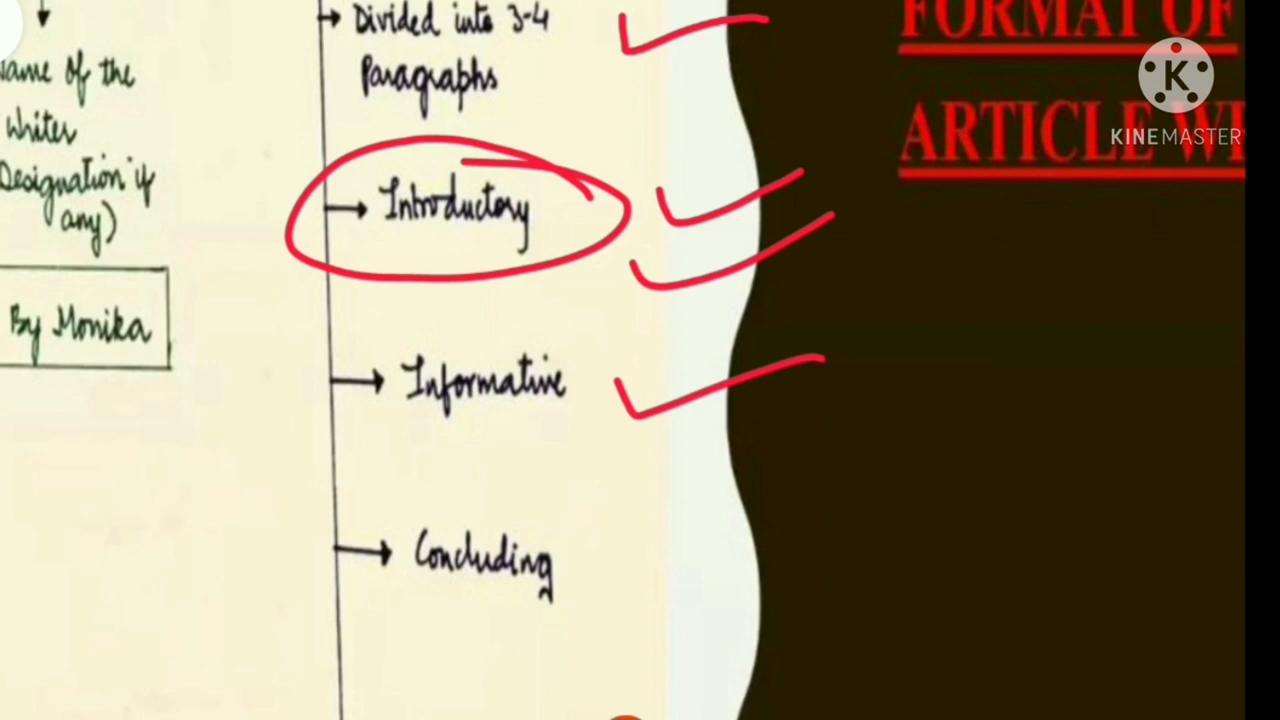 Name of the
Writer
Designation if
any)
By Monika
Divided into 3-4
Paragraphs
Introductory
Informative
Concluding
FORMAT OF
ARTICLE
KINEMASTER